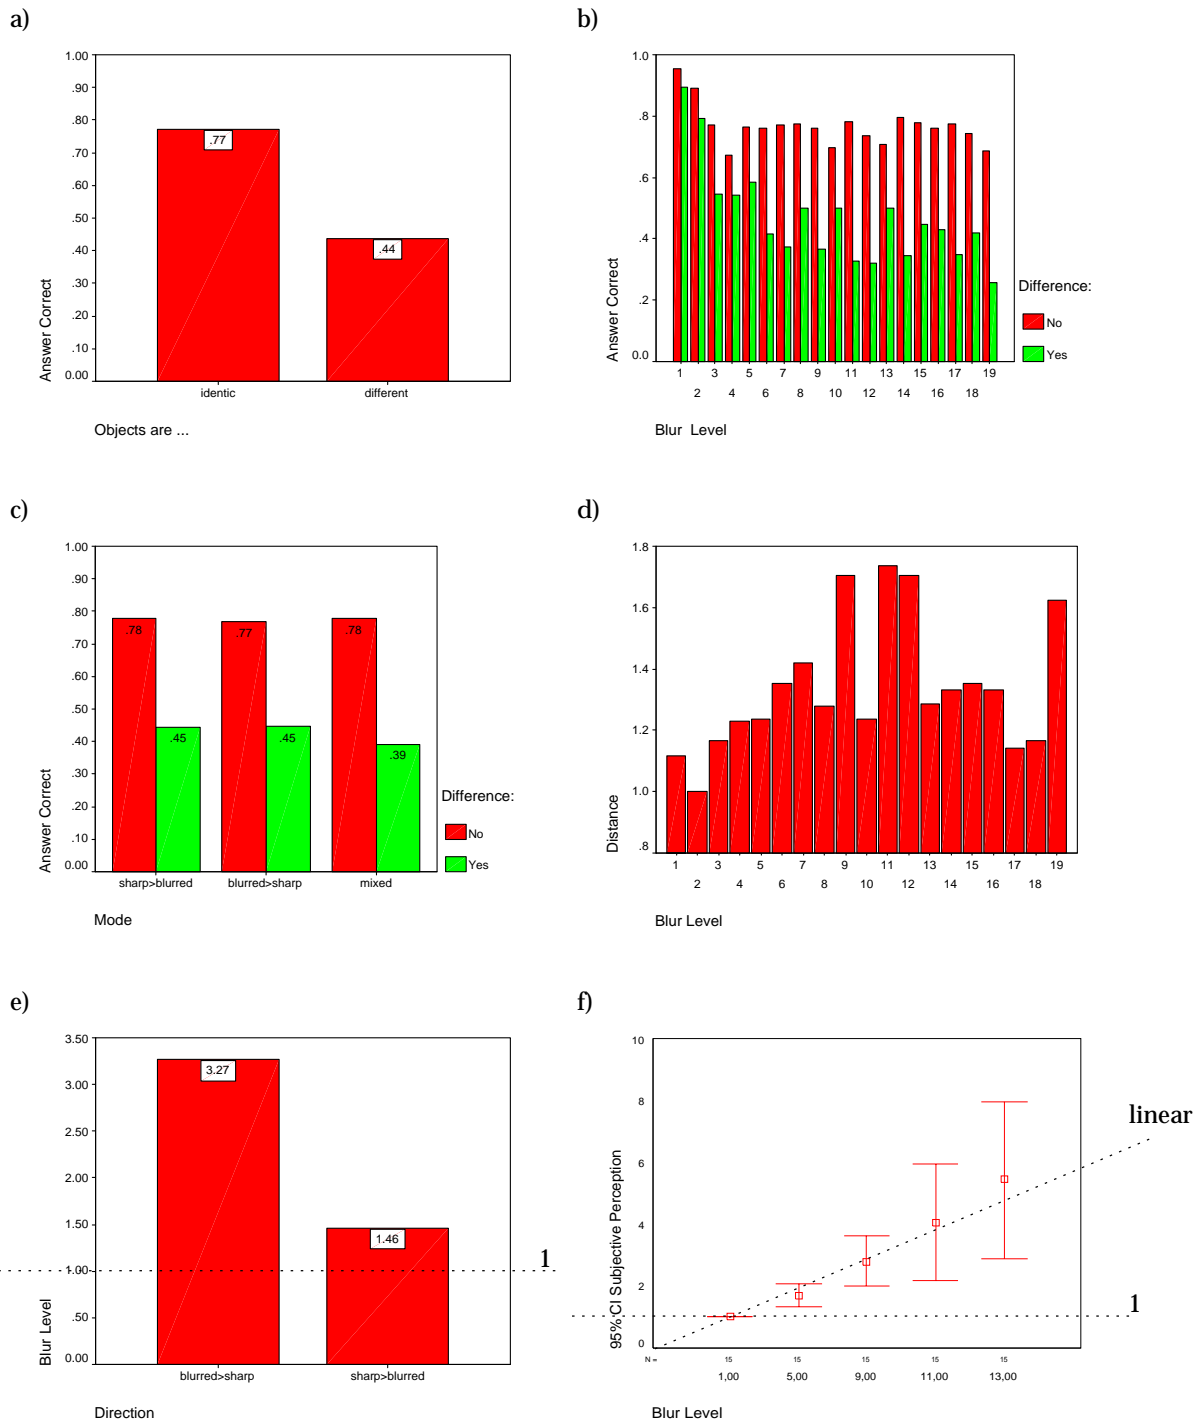 a)
1.00
.90
.80
.70
.60
.50
.40
.30
.20
.10
0.00
Answer Correct
.77
.44
identic different
Objects are ...
b)
1.0
.8
.6
.4
.2
0.0
Answer Correct
1 3 5 7 9 11 13 15 17 19
2 4 6 8 10 12 14 16 18
Blur Level
Difference:
No
Yes
c)
1.00
.90
.80
.70
.60
.50
.40
.30
.20
.10
0.00
Answer Correct
.78 .77 .78
.45 .45 .39
sharp>blurred blurred>sharp mixed
Mode
Difference:
No
Yes
d)
1.8
1.6
1.4
1.2
1.0
.8
Distance
1 3 5 7 9 11 13 15 17 19
2 4 6 8 10 12 14 16 18
Blur Level
e)
3.50
3.00
2.50
2.00
1.50
1.00
.50
0.00
Blur Level
3.27
1.46
1
blurred>sharp sharp>blurred
Direction
f)
10
8
6
4
2
0
95% CI Subjective Perception
linear
1
N = 15 15 15 15 15
1,00 5,00 9,00 11,00 13,00
Blur Level